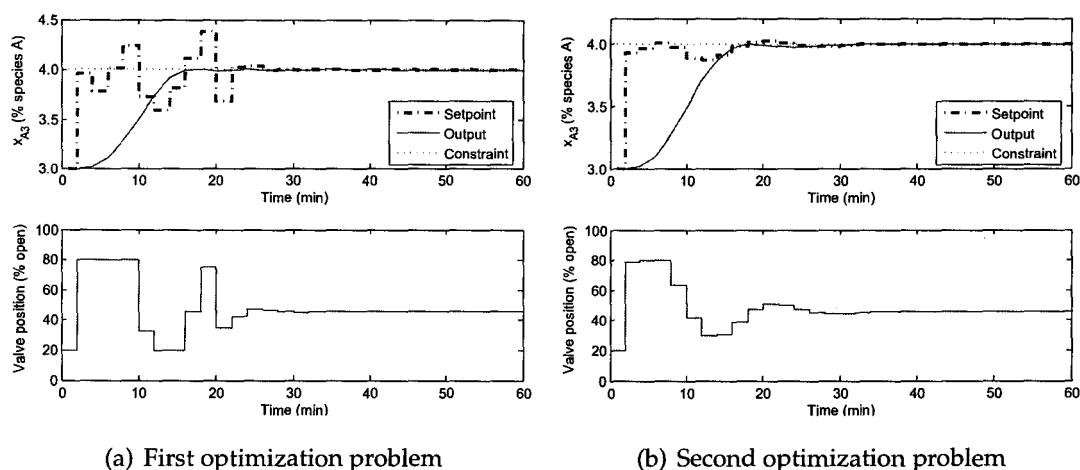 4.5
4.0
3.5
3.0
x_A3 (% species A)
Setpoint
Output
Constraint
0 10 20 30 40 50 60
Time (min)
100
80
60
40
20
0
Valve position (% open)
0 10 20 30 40 50 60
Time (min)
(a) First optimization problem
4.0
3.5
3.0
x_A3 (% species A)
Setpoint
Output
Constraint
0 10 20 30 40 50 60
Time (min)
100
80
60
40
20
0
Valve position (% open)
0 10 20 30 40 50 60
Time (min)
(b) Second optimization problem